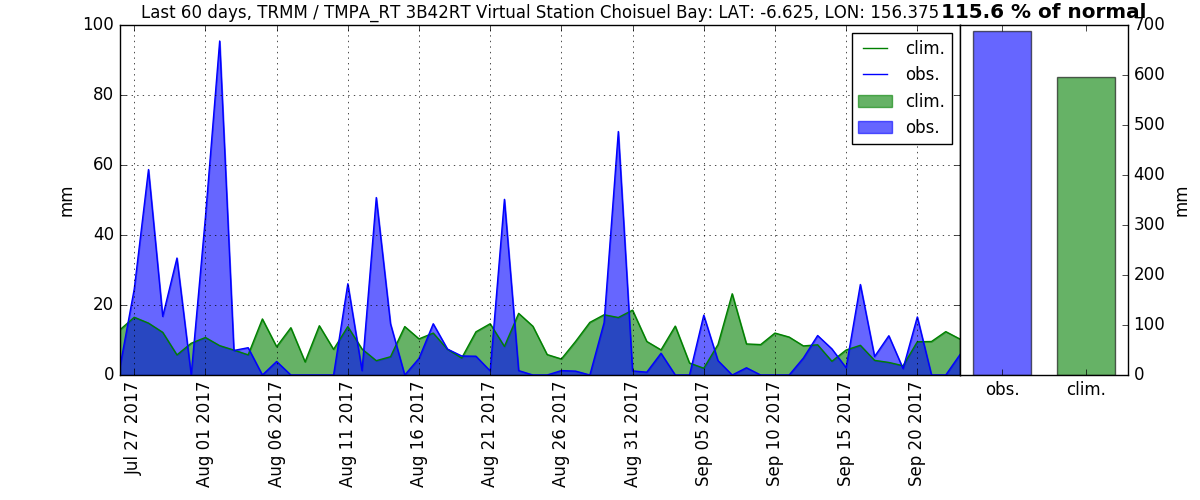 Last 60 days, TRMM / TMPA_RT 3B42RT Virtual Station Choisuel Bay: LAT: -6.625, LON: 156.375
115.6 % of normal
100
80
60
40
20
0
mm
clim.
obs.
clim.
obs.
Jul 27 2017
Aug 01 2017
Aug 06 2017
Aug 11 2017
Aug 16 2017
Aug 21 2017
Aug 26 2017
Aug 31 2017
Sep 05 2017
Sep 10 2017
Sep 15 2017
Sep 20 2017
700
600
500
400
300
200
100
0
mm
obs.
clim.